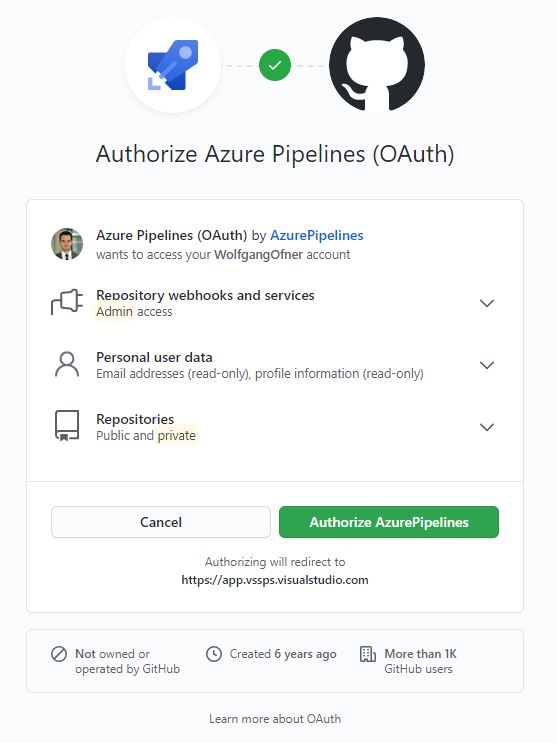 Authorize Azure Pipelines (OAuth)
Azure Pipelines (OAuth) by AzurePipelines
wants to access your WolfgangOfner account
Repository webhooks and services
Admin access
Personal user data
Email addresses (read-only), profile information (read-only)
Repositories
Public and private
Cancel
Authorize AzurePipelines
Authorizing will redirect to
https://app.vssps.visualstudio.com
Not owned or
operated by GitHub
Created 6 years ago
More than 1K
GitHub users
Learn more about OAuth